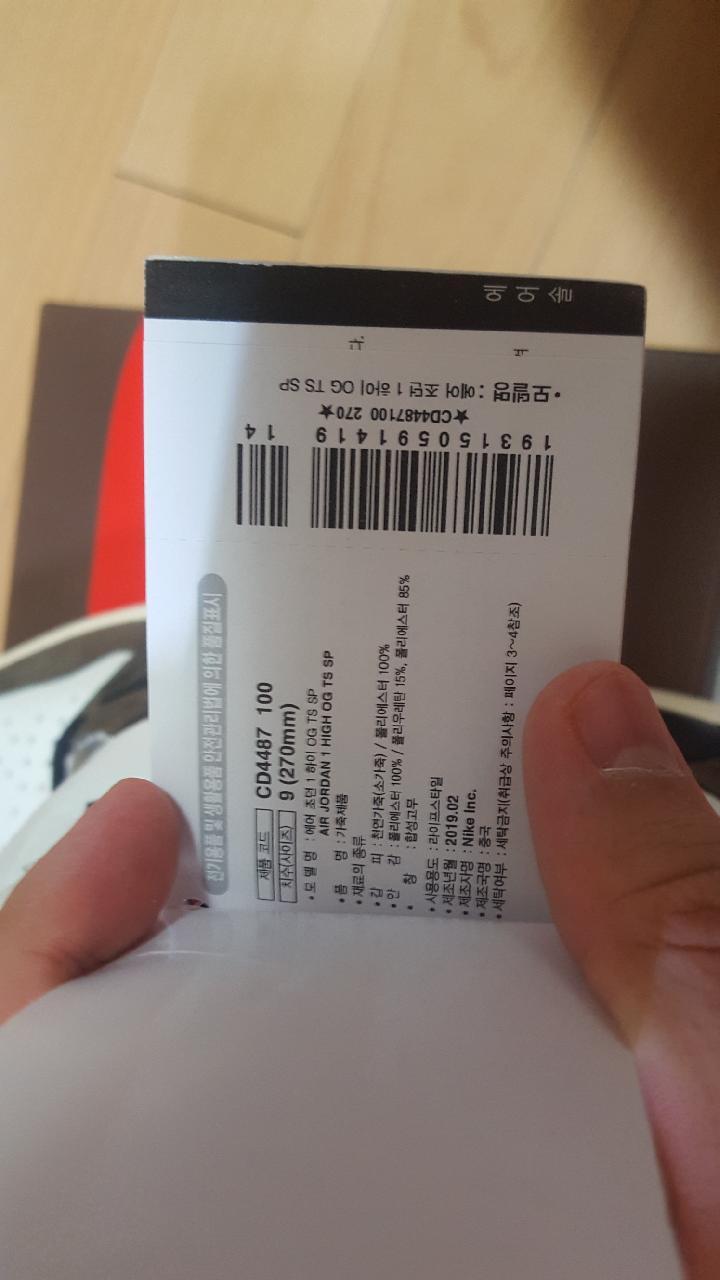 에어솔
• 모델명 : 에어 조던 1 하이 OG TS SP
★CD4487100 270★
193150591419 14
전기용품 및 생활용품 안전관리법에 의한 품질표시
제품 코드 CD4487 100
치수(사이즈) 9 (270mm)
• 모 델 명 : 에어 조던 1 하이 OG TS SP
AIR JORDAN 1 HIGH OG TS SP
• 품 명 : 가죽제품
• 재료의 종류
• 겉 피 : 천연가죽(소가죽) / 폴리에스터 100%
• 안 감 : 폴리에스터 100% / 폴리우레탄 15%, 폴리에스터 85%
• 창 : 합성고무
• 사용용도 : 라이프스타일
• 제조년월 : 2019.02
• 제조자명 : Nike Inc.
• 제조국명 : 중국
• 세탁여부 : 세탁금지(취급상 주의사항 : 페이지 3~4참조)